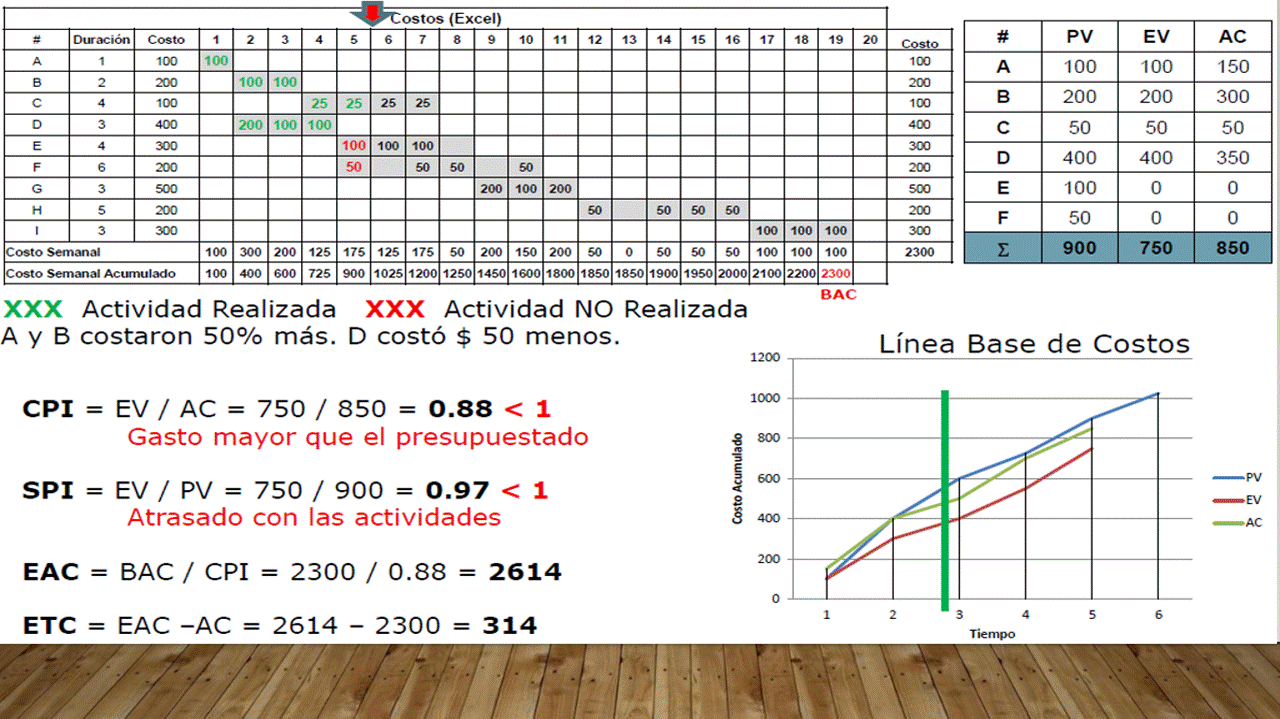 Costos (Excel)
# Duración Costo 1 2 3 4 5 6 7 8 9 10 11 12 13 14 15 16 17 18 19 20 Costo
A 1 100 100 100
B 2 200 100 100 200
C 4 100 25 25 25 25 100
D 3 400 200 100 100 400
E 4 300 100 100 100 300
F 6 200 50 50 50 50 200
G 3 500 200 100 200 500
H 5 200 50 50 50 50 200
I 3 300 100 100 100 300
Costo Semanal 100 300 200 125 175 125 175 50 200 150 200 50 0 50 50 50 100 100 100 2300
Costo Semanal Acumulado 100 400 600 725 900 1025 1200 1250 1450 1600 1800 1850 1850 1900 1950 2000 2100 2200 2300
BAC
# PV EV AC
A 100 100 150
B 200 200 300
C 50 50 50
D 400 400 350
E 100 0 0
F 50 0 0
Σ 900 750 850
XXX Actividad Realizada XXX Actividad NO Realizada
A y B costaron 50% más. D costó $ 50 menos.
CPI = EV / AC = 750 / 850 = 0.88 < 1
Gasto mayor que el presupuestado
SPI = EV / PV = 750 / 900 = 0.97 < 1
Atrasado con las actividades
EAC = BAC / CPI = 2300 / 0.88 = 2614
ETC = EAC –AC = 2614 – 2300 = 314
Línea Base de Costos
1200
1000
800
600
400
200
0
Costo Acumulado
1 2 3 4 5 6
Tiempo
PV
EV
AC